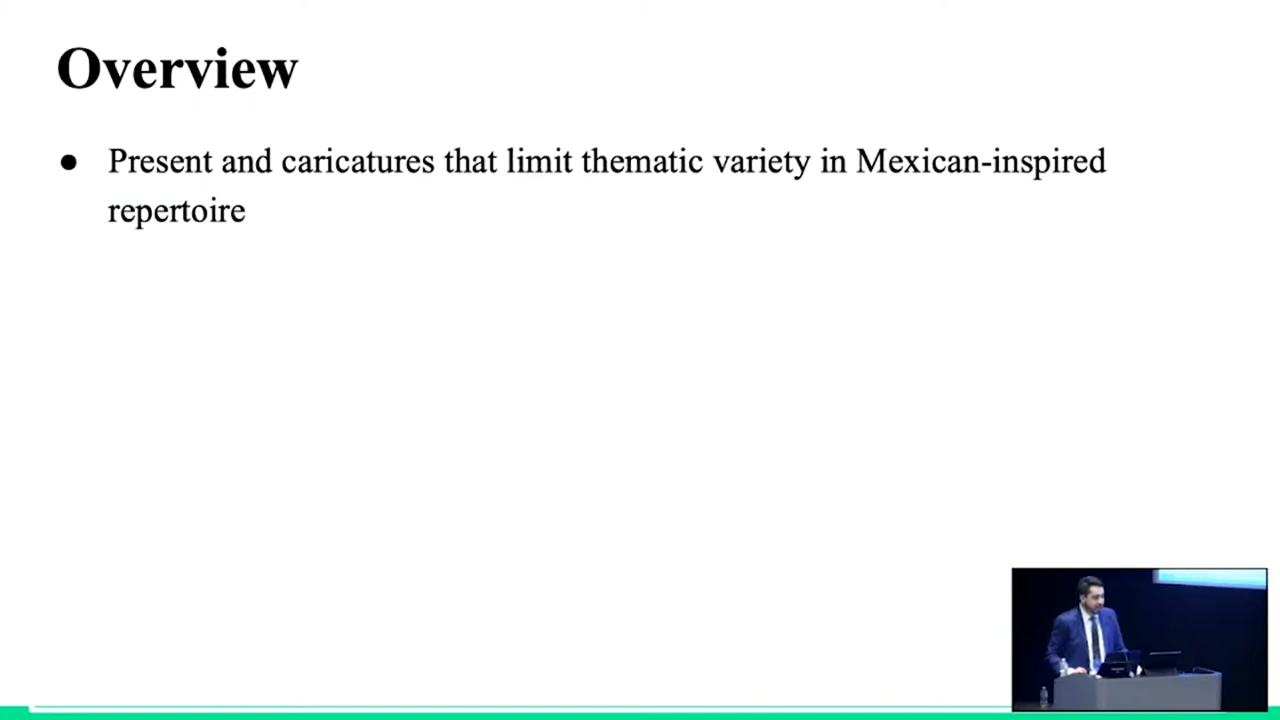 Overview
● Present and caricatures that limit thematic variety in Mexican-inspired
repertoire